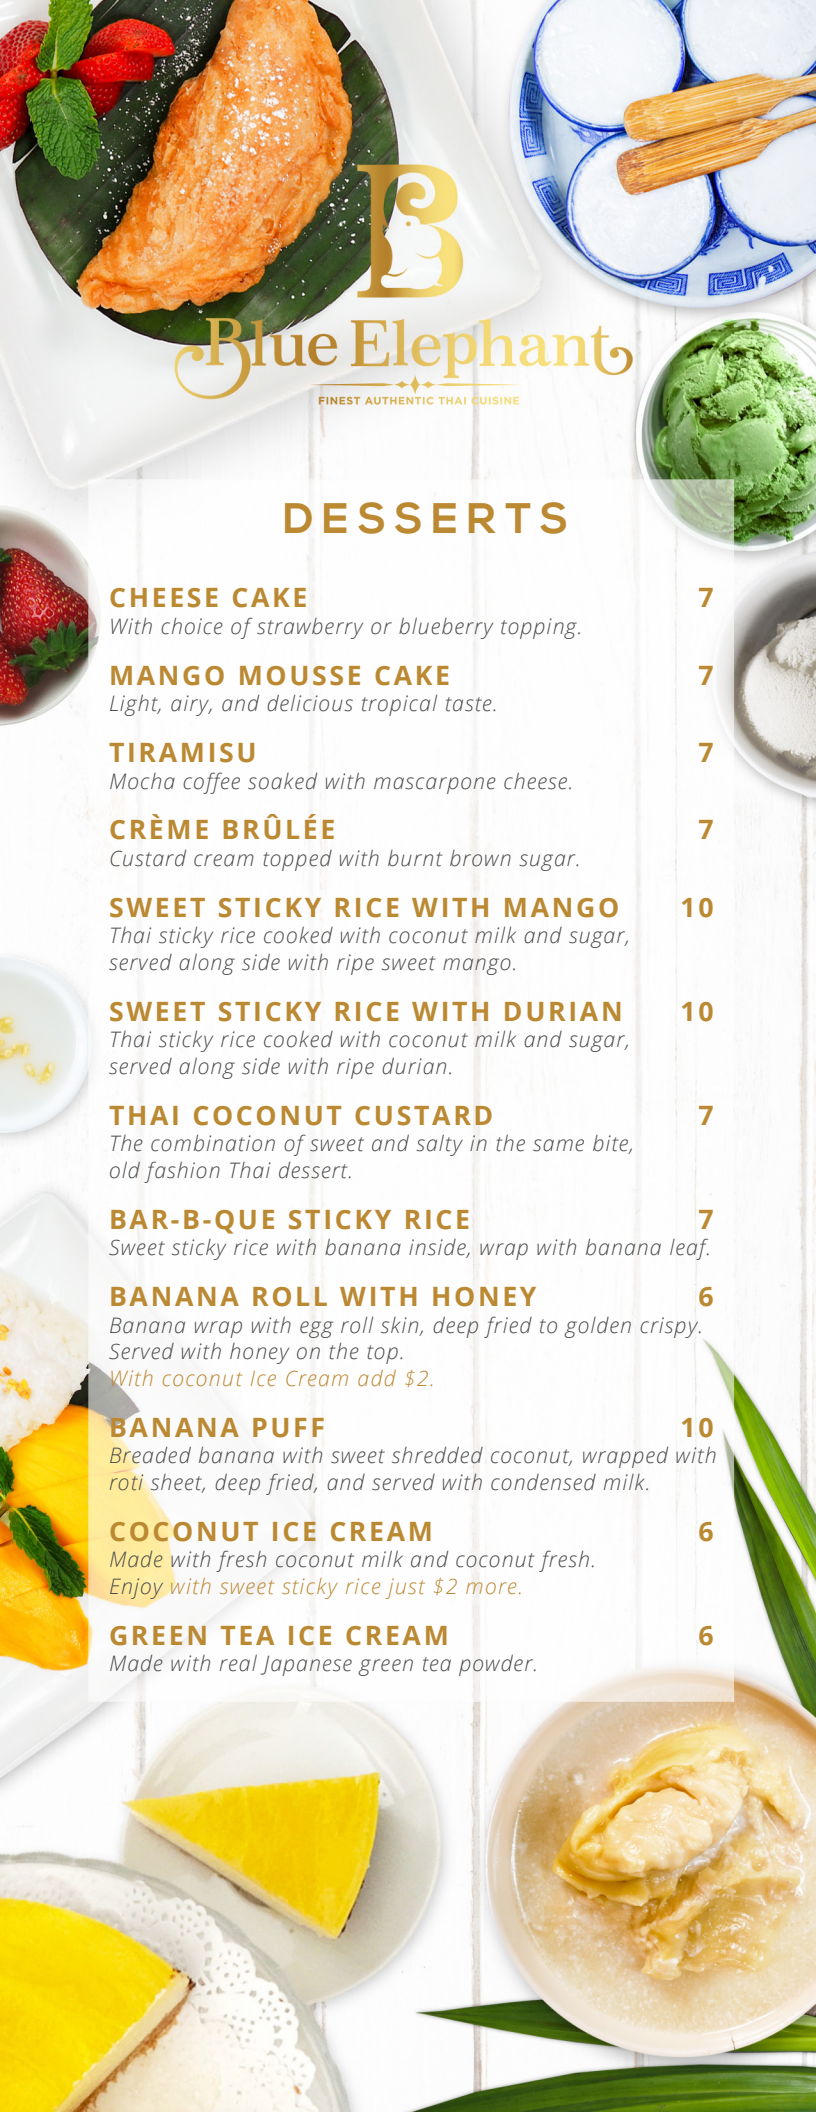 B
Blue Elephant
FINEST AUTHENTIC THAI CUISINE
DESSERTS
CHEESE CAKE 7
With choice of strawberry or blueberry topping.
MANGO MOUSSE CAKE 7
Light, airy, and delicious tropical taste.
TIRAMISU 7
Mocha coffee soaked with mascarpone cheese.
CRÈME BRÛLÉE 7
Custard cream topped with burnt brown sugar.
SWEET STICKY RICE WITH MANGO 10
Thai sticky rice cooked with coconut milk and sugar,
served along side with ripe sweet mango.
SWEET STICKY RICE WITH DURIAN 10
Thai sticky rice cooked with coconut milk and sugar,
served along side with ripe durian.
THAI COCONUT CUSTARD 7
The combination of sweet and salty in the same bite,
old fashion Thai dessert.
BAR-B-QUE STICKY RICE 7
Sweet sticky rice with banana inside, wrap with banana leaf.
BANANA ROLL WITH HONEY 6
Banana wrap with egg roll skin, deep fried to golden crispy.
Served with honey on the top.
With coconut Ice Cream add $2.
BANANA PUFF 10
Breaded banana with sweet shredded coconut, wrapped with
roti sheet, deep fried, and served with condensed milk.
COCONUT ICE CREAM 6
Made with fresh coconut milk and coconut fresh.
Enjoy with sweet sticky rice just $2 more.
GREEN TEA ICE CREAM 6
Made with real Japanese green tea powder.